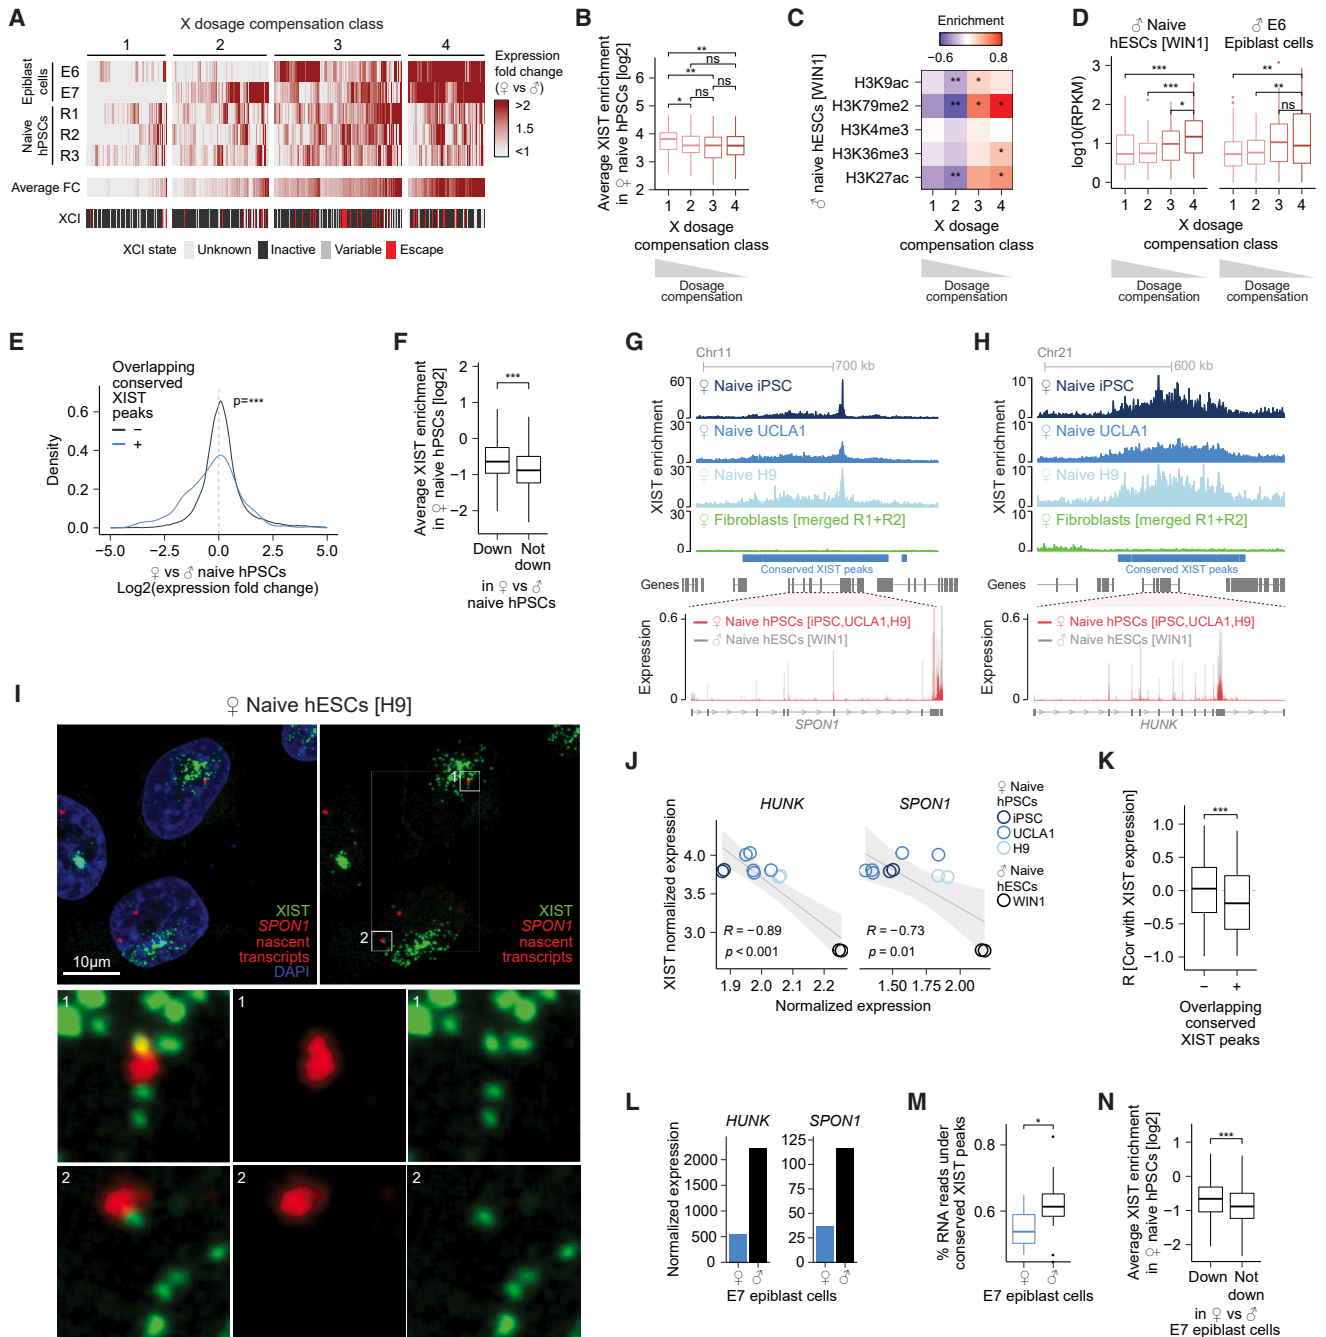 A
X dosage compensation class
1 2 3 4
Epiblast
cells
Naive
hPSCs
E6
E7
R1
R2
R3
Average FC
XCI
Expression
fold change
(♀ vs ♂)
>2
1.5
<1
XCI state Unknown Inactive Variable Escape
B
Average XIST enrichment
in ♀ naive hPSCs [log2]
**
ns
**
ns
* ns
6
5
4
3
2
1 2 3 4
X dosage
compensation class
Dosage
compensation
C
Enrichment
−0.6 0.8
♂ naive hESCs [WIN1]
H3K9ac ** *
H3K79me2 ** * *
H3K4me3
H3K36me3 *
H3K27ac ** *
1 2 3 4
X dosage
compensation class
Dosage
compensation
D
♂ Naive
hESCs [WIN1]
♂ E6
Epiblast cells
log10(RPKM)
3
2
1
0
*** **
*** **
* ns
1 2 3 4 1 2 3 4
X dosage
compensation class
Dosage
compensation
Dosage
compensation
E
Overlapping
conserved
XIST
peaks
−
+
p=***
Density
0.6
0.4
0.2
0.0
−5.0 −2.5 0.0 2.5 5.0
♀ vs ♂ naive hPSCs
Log2(expression fold change)
F
Average XIST enrichment
in ♀ naive hPSCs [log2]
***
2
1
0
−1
−2
Down Not
down
in ♀ vs ♂
naive hPSCs
G
Chr11
700 kb
XIST enrichment
60
0
♀ Naive iPSC
30
0
♀ Naive UCLA1
30
0
♀ Naive H9
30
0
♀ Fibroblasts [merged R1+R2]
Conserved XIST peaks
Genes
Expression
0.6
0
♀ Naive hPSCs [iPSC,UCLA1,H9]
♂ Naive hESCs [WIN1]
SPON1
H
Chr21
600 kb
XIST enrichment
10
0
♀ Naive iPSC
10
0
♀ Naive UCLA1
10
0
♀ Naive H9
10
0
♀ Fibroblasts [merged R1+R2]
Conserved XIST peaks
Genes
Expression
0.6
0
♀ Naive hPSCs [iPSC,UCLA1,H9]
♂ Naive hESCs [WIN1]
HUNK
I
♀ Naive hESCs [H9]
10µm
XIST
SPON1
nascent
transcripts
DAPI
1
2
XIST
SPON1
nascent
transcripts
1 1 1
2 2 2
J
XIST normalized expression
HUNK SPON1
4.0
3.0
R = −0.89
p < 0.001
R = −0.73
p = 0.01
1.9 2.0 2.1 2.2
1.50 1.75 2.00
Normalized expression
♀ Naive
hPSCs
iPSC
UCLA1
H9
♂ Naive
hESCs
WIN1
K
R [Cor with XIST expression]
***
1.0
0.5
0.0
−0.5
−1.0
− +
Overlapping
conserved
XIST peaks
L
HUNK SPON1
Normalized expression
2000
1500
1000
500
0
125
100
75
50
25
0
♀ ♂ ♀ ♂
E7 epiblast cells
M
% RNA reads under
conserved XIST peaks
*
0.8
0.6
♀ ♂
E7 epiblast cells
N
Average XIST enrichment
in ♀ naive hPSCs [log2]
***
1
0
−1
−2
Down Not
down
in ♀ vs ♂
E7 epiblast cells